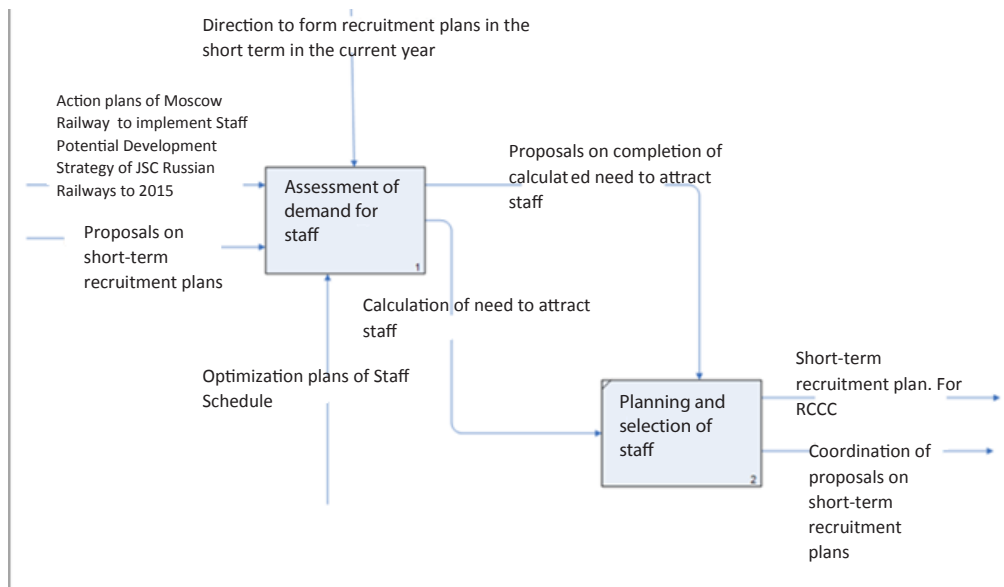 Direction to form recruitment plans in the
short term in the current year
Action plans of Moscow
Railway to implement Staff
Potential Development
Strategy of JSC Russian
Railways to 2015
Proposals on
short-term
recruitment plans
Assessment of
demand for
staff
1
Proposals on completion of
calculated need to attract
staff
Calculation of need to attract
staff
Optimization plans of Staff
Schedule
Planning and
selection of
staff
2
Short-term
recruitment plan. For
RCCC
Coordination of
proposals on
short-term
recruitment
plans